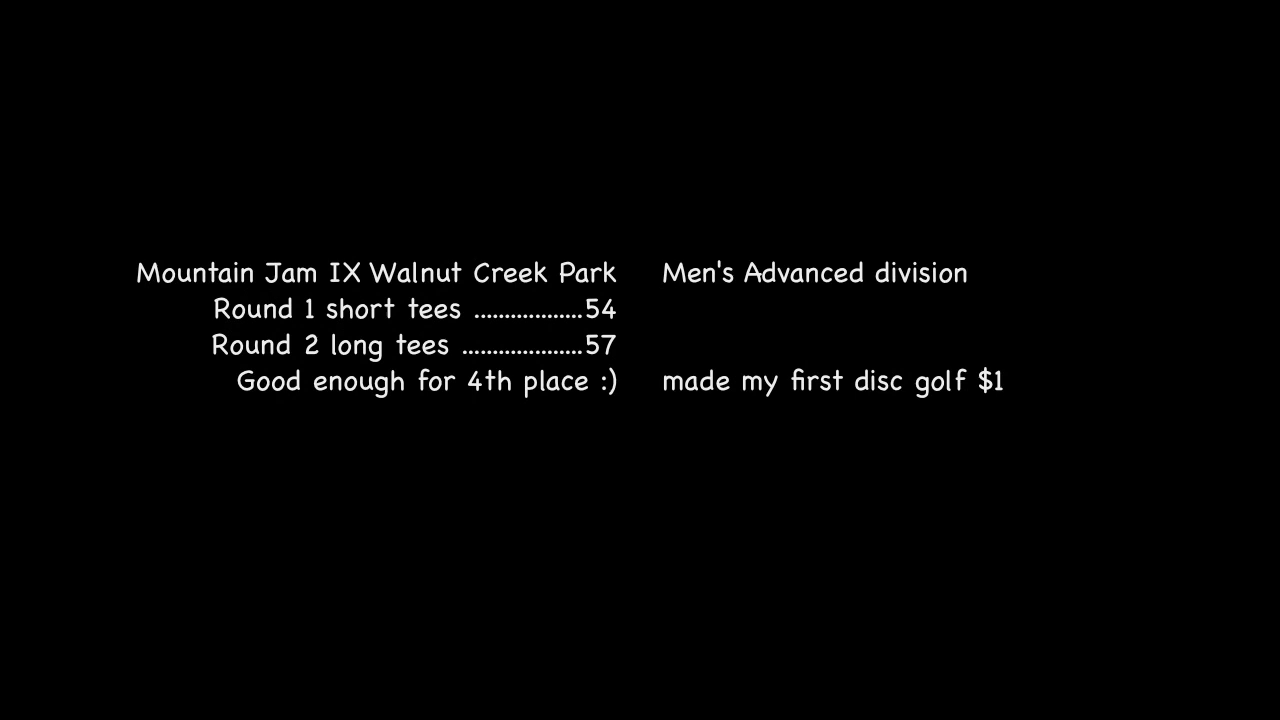 Mountain Jam IX Walnut Creek Park Men's Advanced division
Round 1 short tees ..................54
Round 2 long tees ....................57
Good enough for 4th place :) made my first disc golf $1